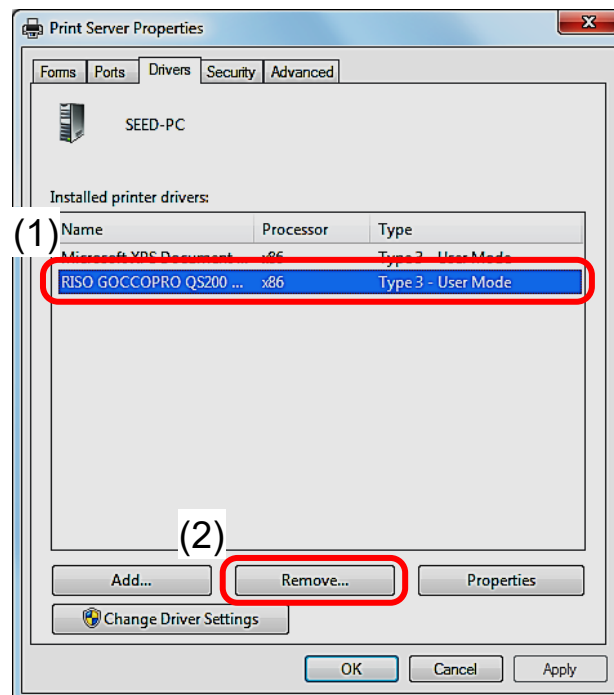 Print Server Properties
Forms Ports Drivers Security Advanced
SEED-PC
Installed printer drivers:
(1)
Name Processor Type
Microsoft XPS Document ... x86 Type 3 - User Mode
RISO GOCCOPRO QS200 ... x86 Type 3 - User Mode
(2)
Add... Remove... Properties
Change Driver Settings
OK Cancel Apply